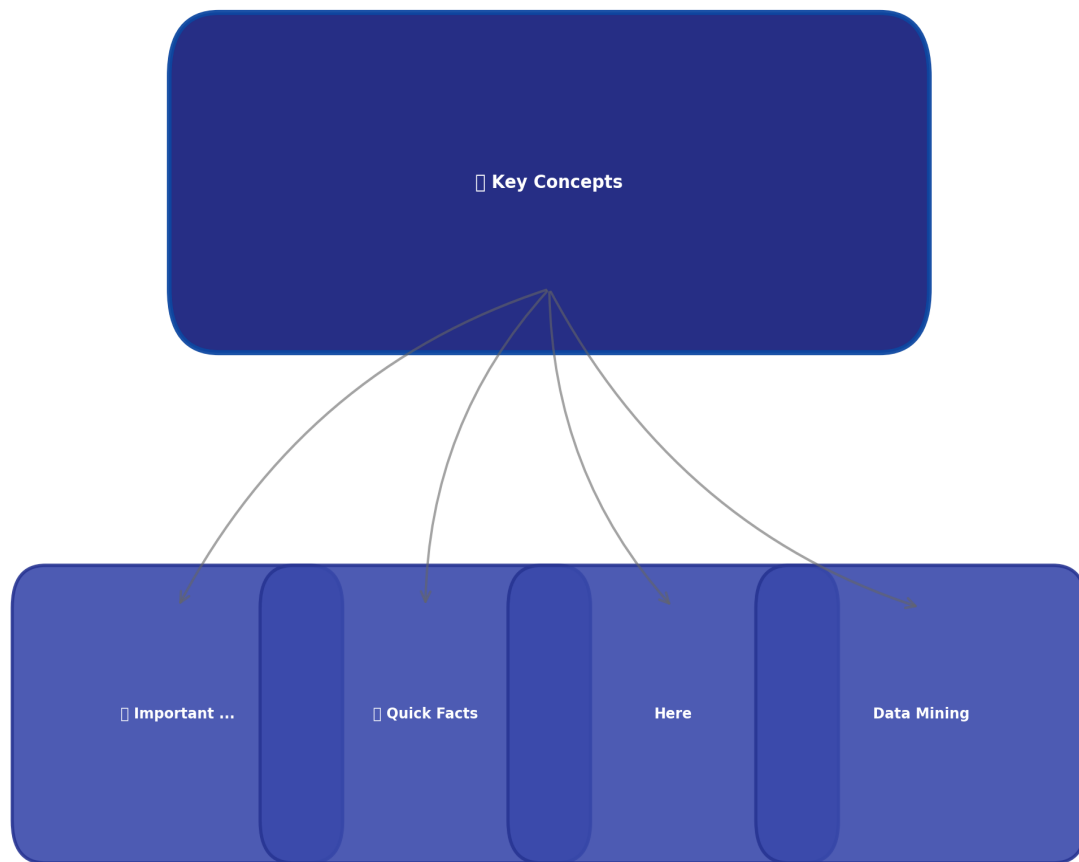 ▯ Key Concepts
▯ Important ...
▯ Quick Facts
Here
Data Mining